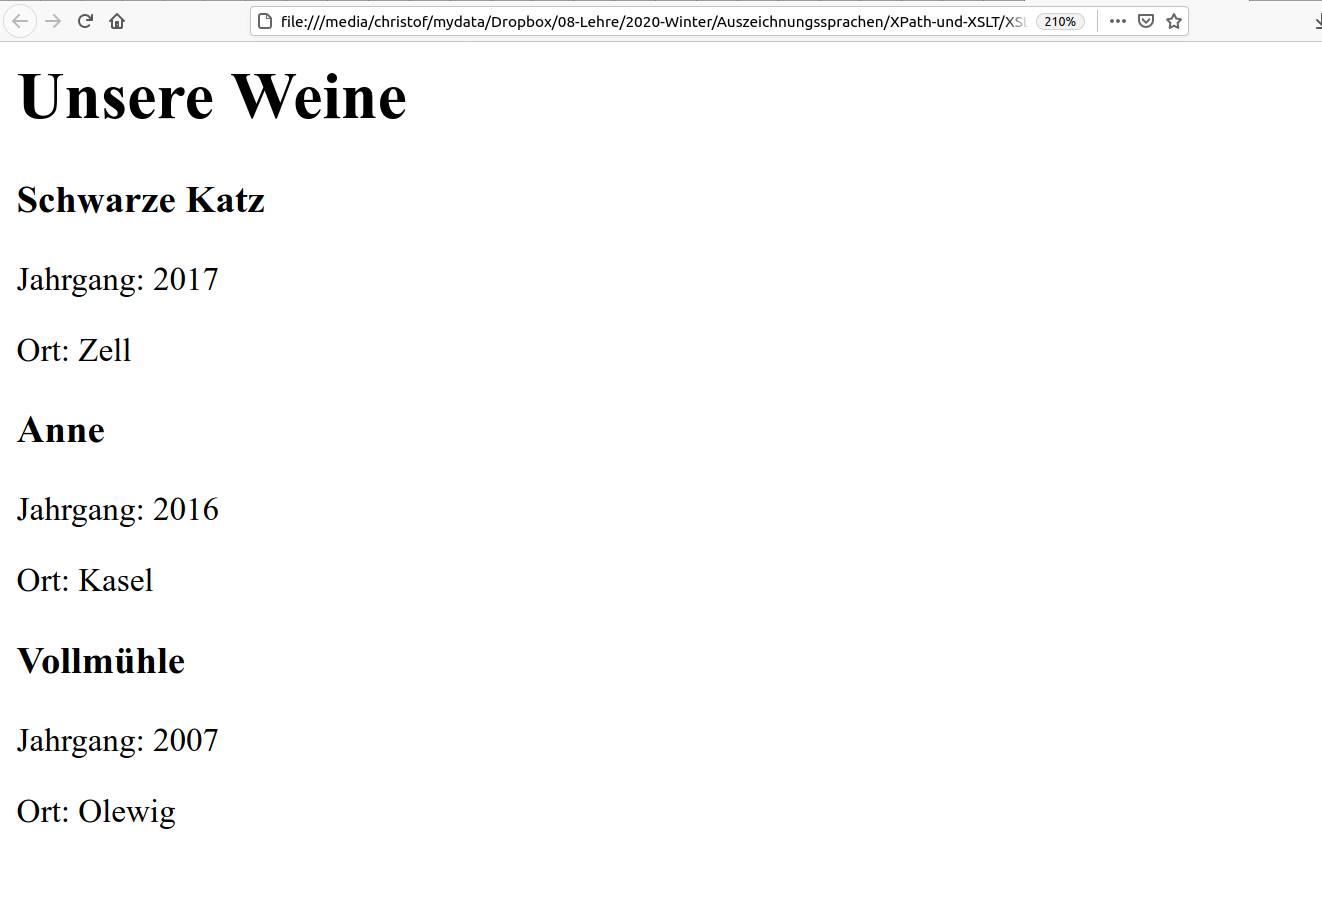 file:///media/christof/mydata/Dropbox/08-Lehre/2020-Winter/Auszeichnungssprachen/XPath-und-XSLT/XSL 210%
Unsere Weine
Schwarze Katz
Jahrgang: 2017
Ort: Zell
Anne
Jahrgang: 2016
Ort: Kasel
Vollmühle
Jahrgang: 2007
Ort: Olewig